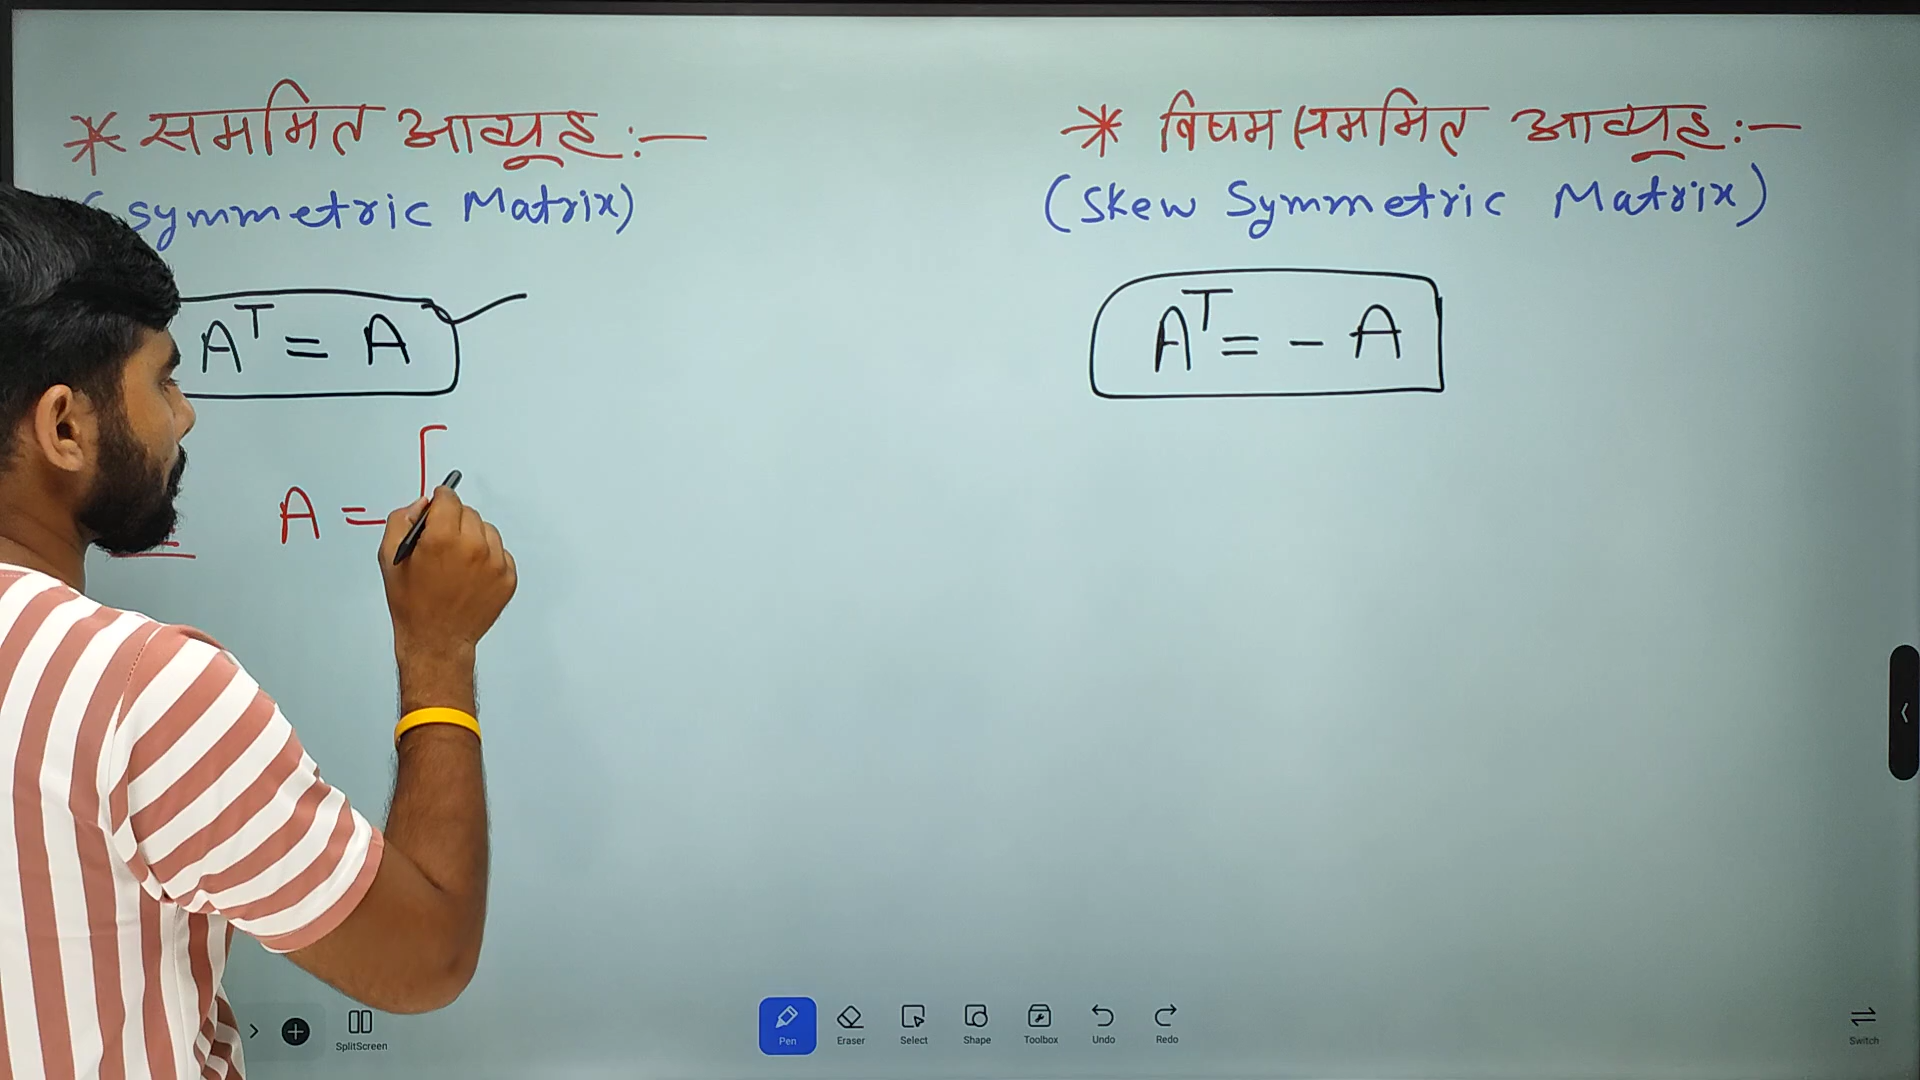 * सममित आव्यूह :—
(Symmetric Matrix)
Aᵀ = A
A = [
* विषम सममित आव्यूह :—
(Skew Symmetric Matrix)
Aᵀ = - A
SplitScreen
Pen
Eraser
Select
Shape
Toolbox
Undo
Redo
Switch